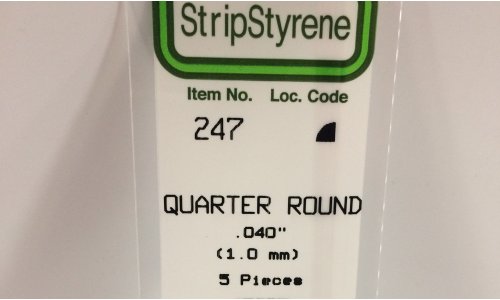 StripStyrene
Item No. Loc. Code
247
QUARTER ROUND
.040"
(1.0 mm)
5 Pieces